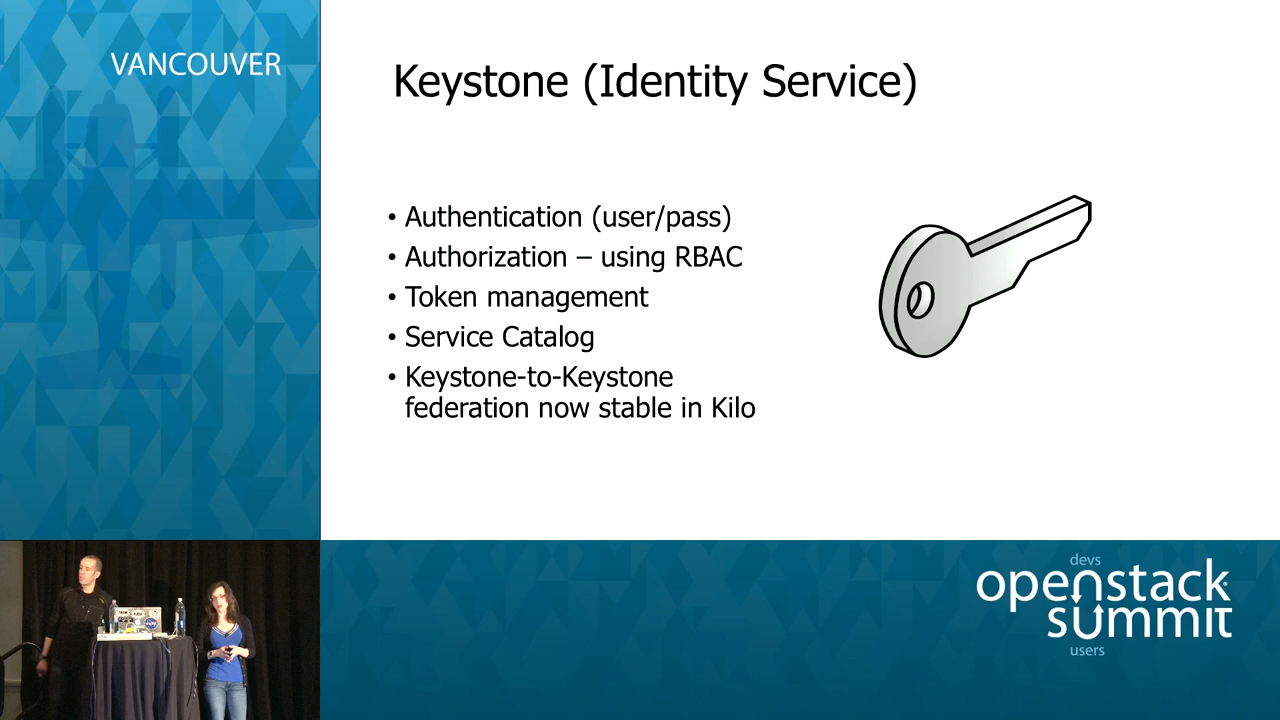 VANCOUVER
Keystone (Identity Service)
• Authentication (user/pass)
• Authorization – using RBAC
• Token management
• Service Catalog
• Keystone-to-Keystone
federation now stable in Kilo
devs
openstack
summit
users